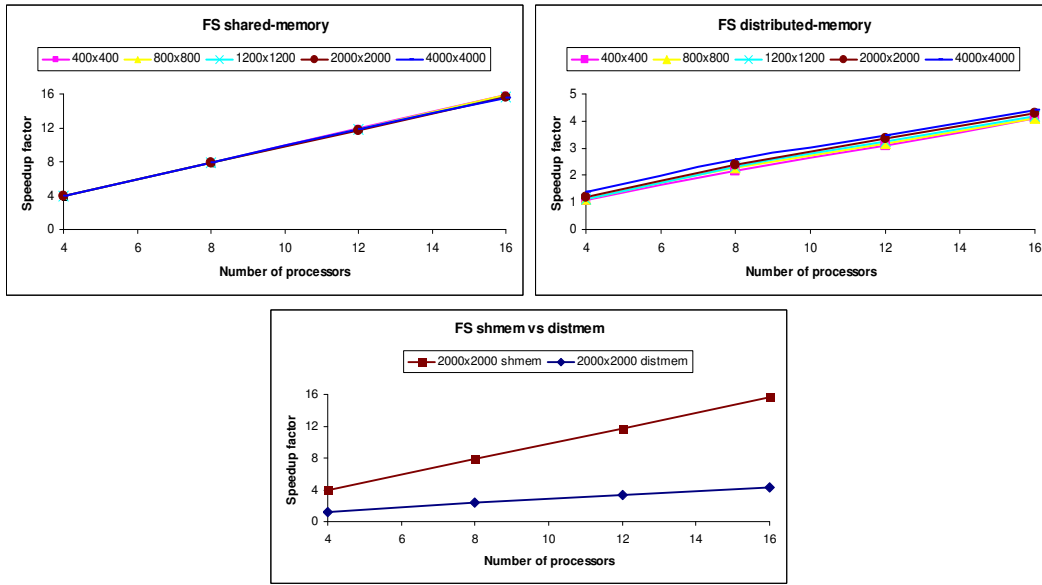 FS shared-memory
400x400 800x800 1200x1200 2000x2000 4000x4000
Speedup factor
16
12
8
4
0
4 6 8 10 12 14 16
Number of processors
FS distributed-memory
400x400 800x800 1200x1200 2000x2000 4000x4000
Speedup factor
5
4
3
2
1
0
4 6 8 10 12 14 16
Number of processors
FS shmem vs distmem
2000x2000 shmem 2000x2000 distmem
Speedup factor
16
12
8
4
0
4 6 8 10 12 14 16
Number of processors